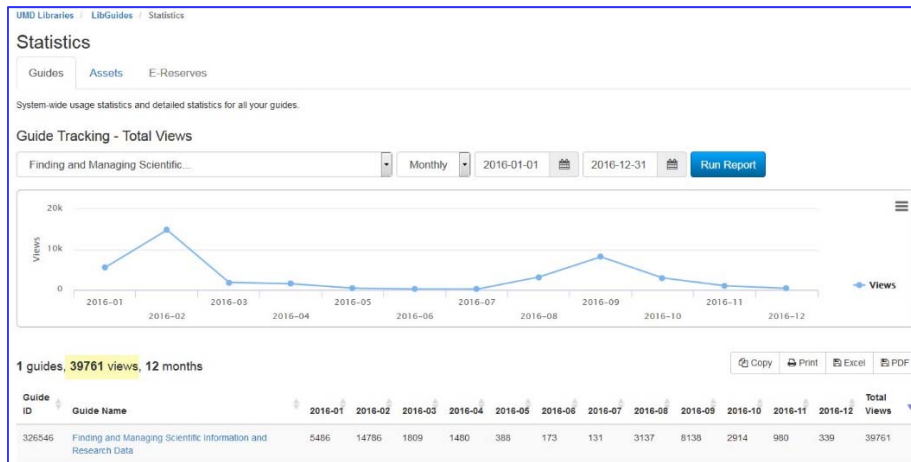 UMD Libraries / LibGuides / Statistics
Statistics
Guides Assets E-Reserves
System-wide usage statistics and detailed statistics for all your guides.
Guide Tracking - Total Views
Finding and Managing Scientific... Monthly 2016-01-01 2016-12-31 Run Report
20k
10k
0
Views
2016-01 2016-03 2016-05 2016-07 2016-09 2016-11
2016-02 2016-04 2016-06 2016-08 2016-10 2016-12
Views
1 guides, 39761 views, 12 months
Copy Print Excel PDF
Guide ID Guide Name 2016-01 2016-02 2016-03 2016-04 2016-05 2016-06 2016-07 2016-08 2016-09 2016-10 2016-11 2016-12 Total Views
326546 Finding and Managing Scientific Information and Research Data 5486 14786 1809 1480 388 173 131 3137 8138 2914 980 339 39761